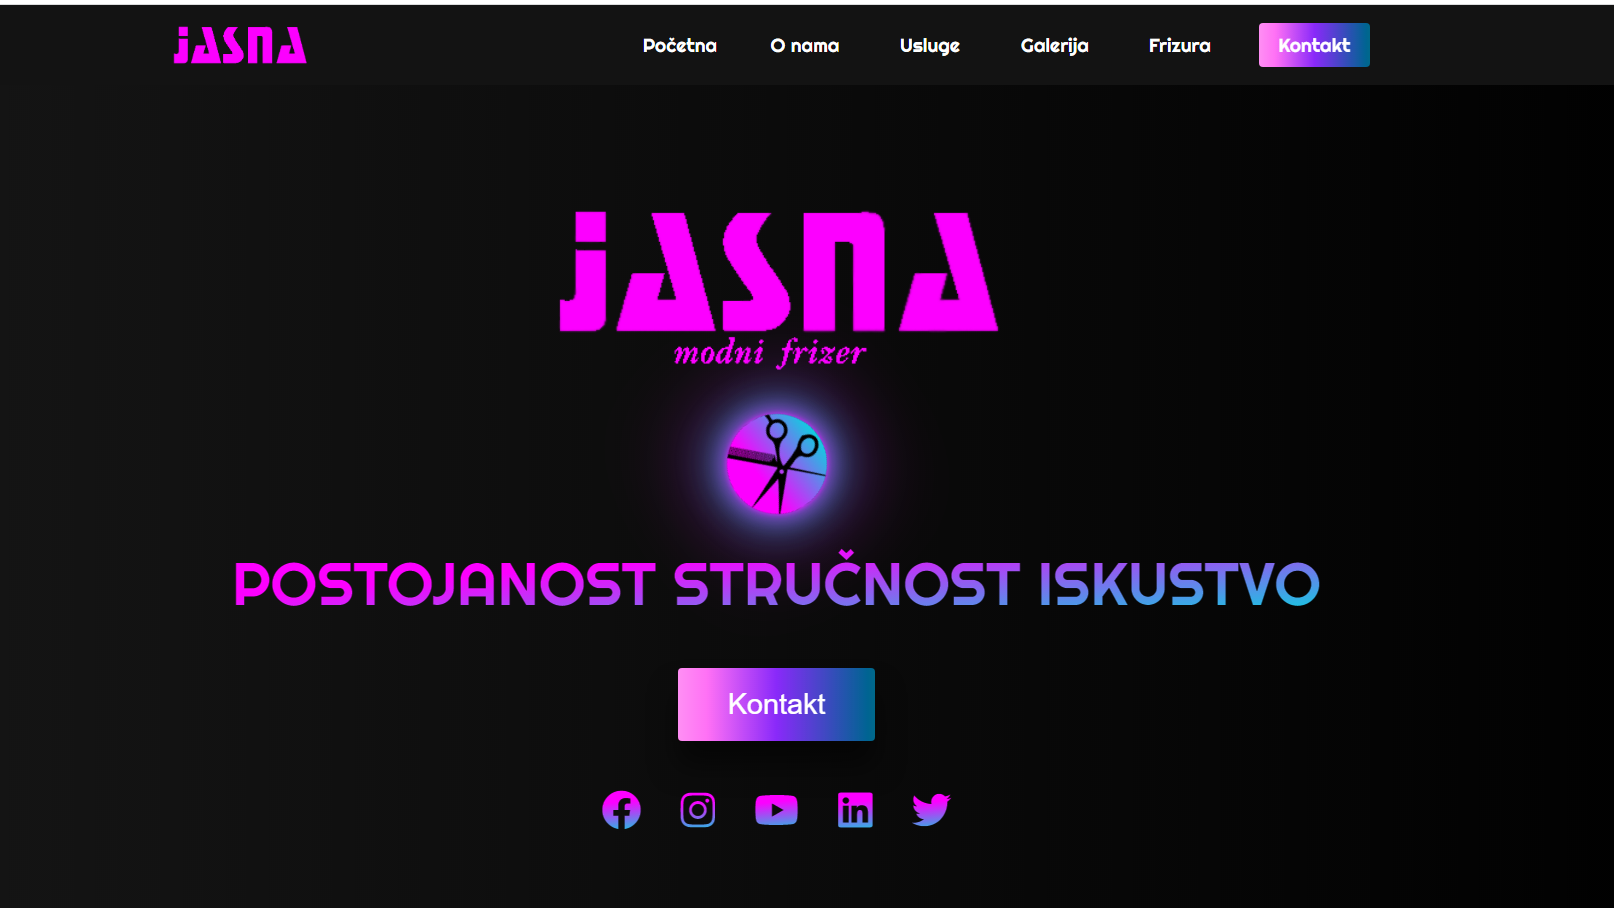 jASNA
Početna O nama Usluge Galerija Frizura Kontakt
jASNA
modni frizer
POSTOJANOST STRUČNOST ISKUSTVO
Kontakt